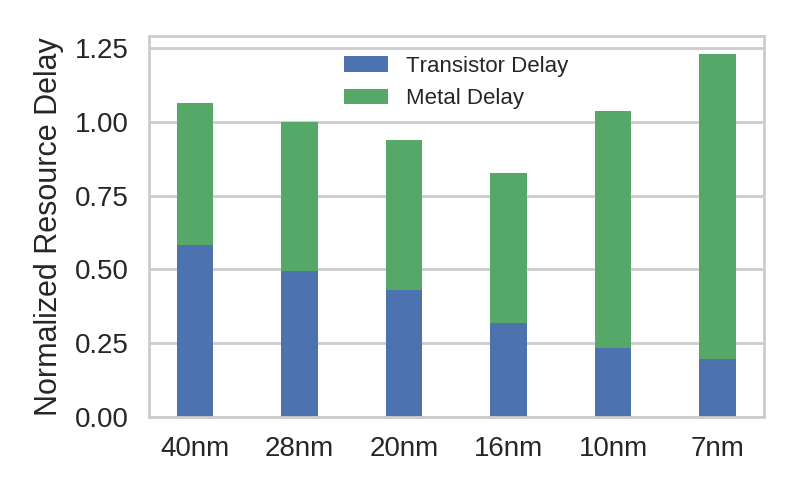 Normalized Resource Delay
1.25
1.00
0.75
0.50
0.25
0.00
Transistor Delay
Metal Delay
40nm 28nm 20nm 16nm 10nm 7nm